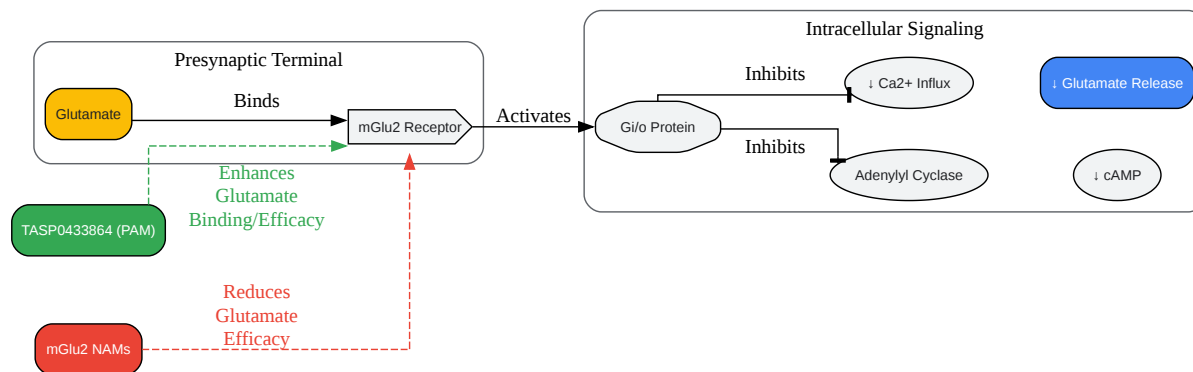 Intracellular Signaling
Presynaptic Terminal
Inhibits
↓ Ca2+ Influx
↓ Glutamate Release
Glutamate
Binds
mGlu2 Receptor
Activates
Gi/o Protein
Inhibits
Adenylyl Cyclase
↓ cAMP
Enhances
Glutamate
Binding/Efficacy
TASP0433864 (PAM)
Reduces
Glutamate
Efficacy
mGlu2 NAMs